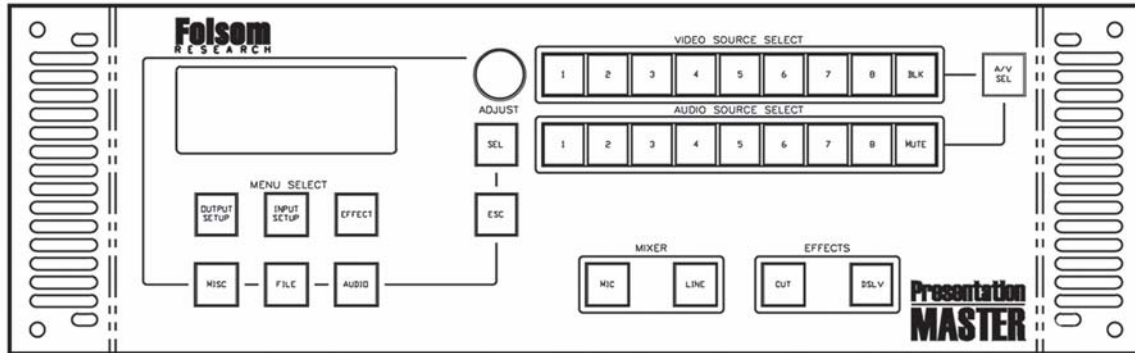 Folsom
RESEARCH
ADJUST
SEL
ESC
MENU SELECT
OUTPUT SETUP
INPUT SETUP
EFFECT
MISC
FILE
AUDIO
VIDEO SOURCE SELECT
1 2 3 4 5 6 7 8 BLK
A/V SEL
AUDIO SOURCE SELECT
1 2 3 4 5 6 7 8 MUTE
MIXER
MIC LINE
EFFECTS
CUT DSLV
Presentation
MASTER